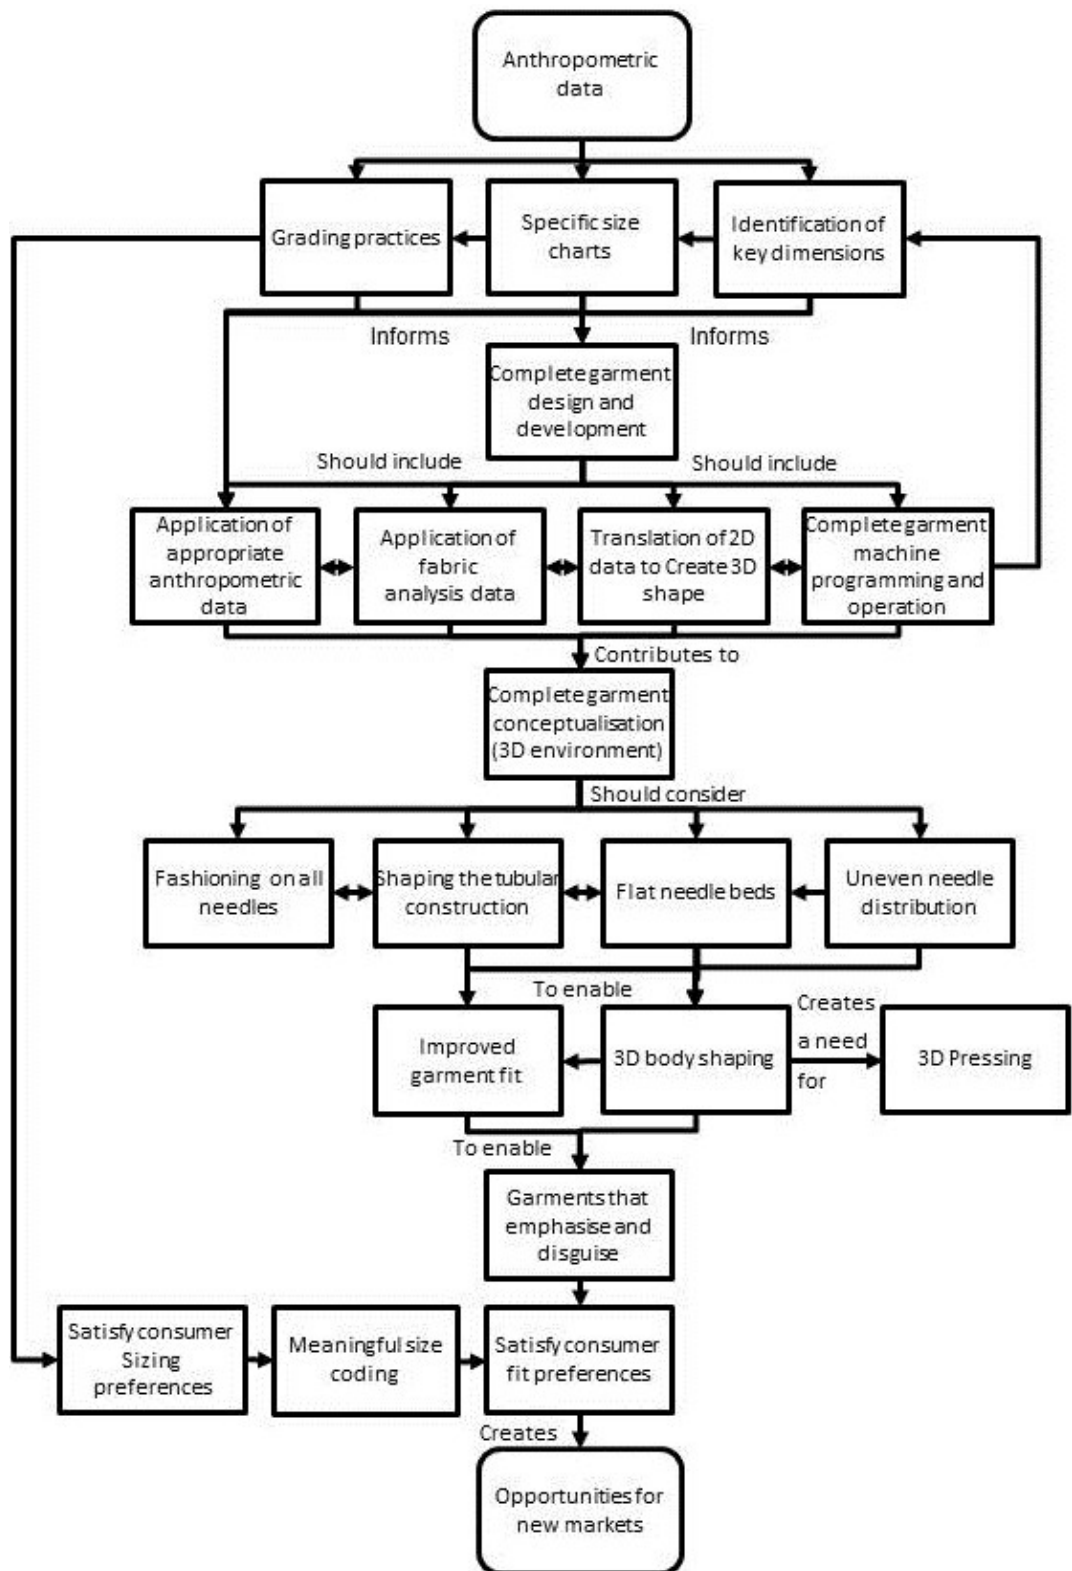 Anthropometric
data
Grading practices
Specific size
charts
Identification of
key dimensions
Informs
Informs
Complete garment
design and
development
Should include
Should include
Application of
appropriate
anthropometric
data
Application of
fabric
analysis data
Translation of 2D
data to Create 3D
shape
Complete garment
machine
programming and
operation
Contributes to
Complete garment
conceptualisation
(3D environment)
Should consider
Fashioning on all
needles
Shaping the tubular
construction
Flat needle beds
Uneven needle
distribution
To enable
Creates
a need
for
Improved
garment fit
3D body shaping
3D Pressing
To enable
Garments that
emphasise and
disguise
Satisfy consumer
Sizing
preferences
Meaningful size
coding
Satisfy consumer
fit preferences
Creates
Opportunities for
new markets